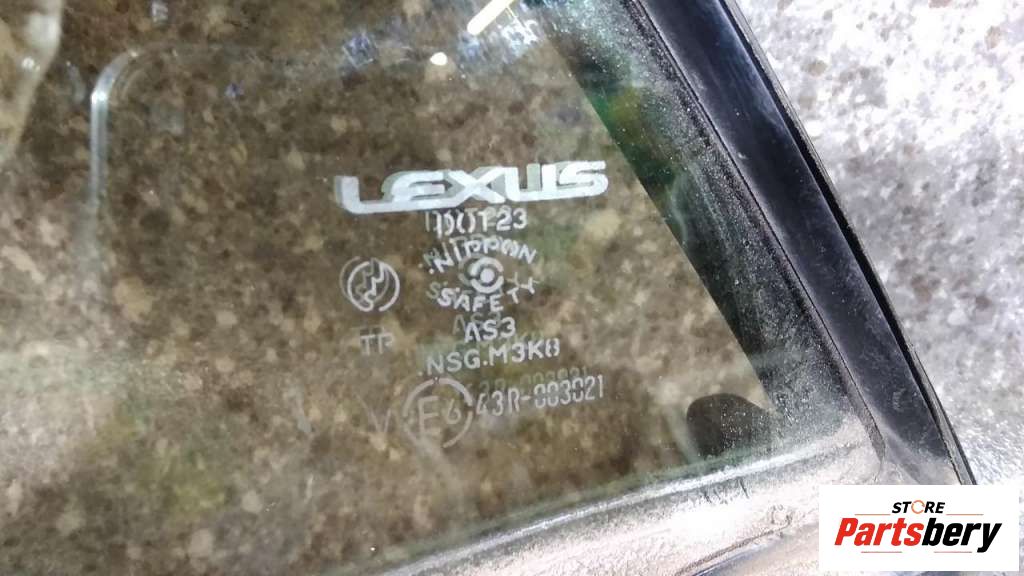 LEXUS
DOT23
NIPPON
SAFETY
TP
AS3
NSG.M3K8
E6 43R-003021
STORE
Partsbery